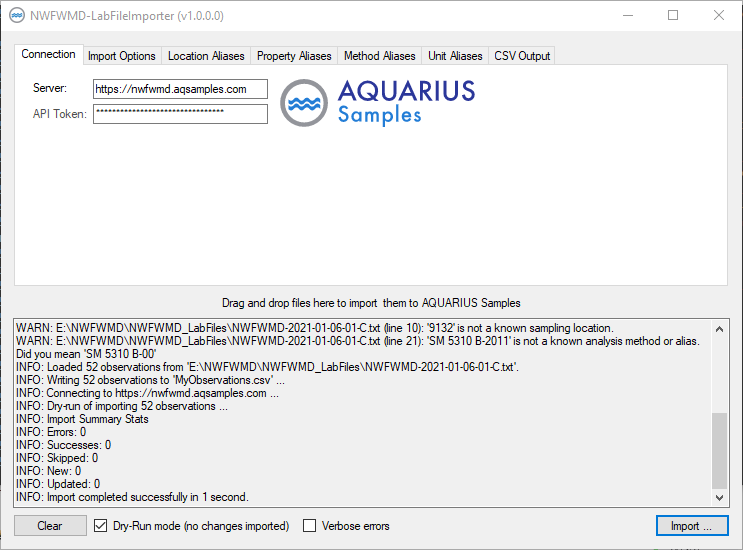 NWFWMD-LabFileImporter (v1.0.0.0)
Connection Import Options Location Aliases Property Aliases Method Aliases Unit Aliases CSV Output
Server: https://nwfwmd.aqsamples.com
API Token: ********************************
AQUARIUS
Samples
Drag and drop files here to import them to AQUARIUS Samples
WARN: E:\NWFWMD\NWFWMD_LabFiles\NWFWMD-2021-01-06-01-C.txt (line 10): '9132' is not a known sampling location.
WARN: E:\NWFWMD\NWFWMD_LabFiles\NWFWMD-2021-01-06-01-C.txt (line 21): 'SM 5310 B-2011' is not a known analysis method or alias.
Did you mean 'SM 5310 B-00'
INFO: Loaded 52 observations from 'E:\NWFWMD\NWFWMD_LabFiles\NWFWMD-2021-01-06-01-C.txt'.
INFO: Writing 52 observations to 'MyObservations.csv' ...
INFO: Connecting to https://nwfwmd.aqsamples.com ...
INFO: Dry-run of importing 52 observations ...
INFO: Import Summary Stats
INFO: Errors: 0
INFO: Successes: 0
INFO: Skipped: 0
INFO: New: 0
INFO: Updated: 0
INFO: Import completed successfully in 1 second.
Clear Dry-Run mode (no changes imported) Verbose errors Import ...